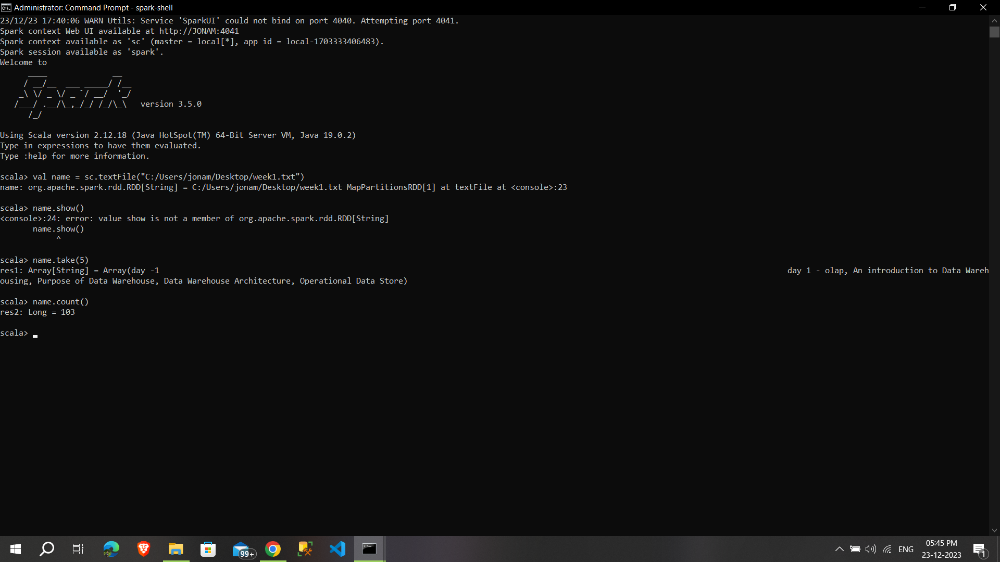 Administrator: Command Prompt - spark-shell
23/12/23 17:40:06 WARN Utils: Service 'SparkUI' could not bind on port 4040. Attempting port 4041.
Spark context Web UI available at http://JONAM:4041
Spark context available as 'sc' (master = local[*], app id = local-1703333406483).
Spark session available as 'spark'.
Welcome to
      ____              __
     / __/__  ___ _____/ /__
    _\ \/ _ \/ _ `/ __/  '_/
   /___/ .__/\_,_/_/ /_/\_\   version 3.5.0
      /_/
Using Scala version 2.12.18 (Java HotSpot(TM) 64-Bit Server VM, Java 19.0.2)
Type in expressions to have them evaluated.
Type :help for more information.
scala> val name = sc.textFile("C:/Users/jonam/Desktop/week1.txt")
name: org.apache.spark.rdd.RDD[String] = C:/Users/jonam/Desktop/week1.txt MapPartitionsRDD[1] at textFile at <console>:23
scala> name.show()
<console>:24: error: value show is not a member of org.apache.spark.rdd.RDD[String]
       name.show()
            ^
scala> name.take(5)
res1: Array[String] = Array(day -1 day 1 - olap, An introduction to Data Wareh
ousing, Purpose of Data Warehouse, Data Warehouse Architecture, Operational Data Store)
scala> name.count()
res2: Long = 103
scala>
99+
ENG
05:45 PM
23-12-2023
1